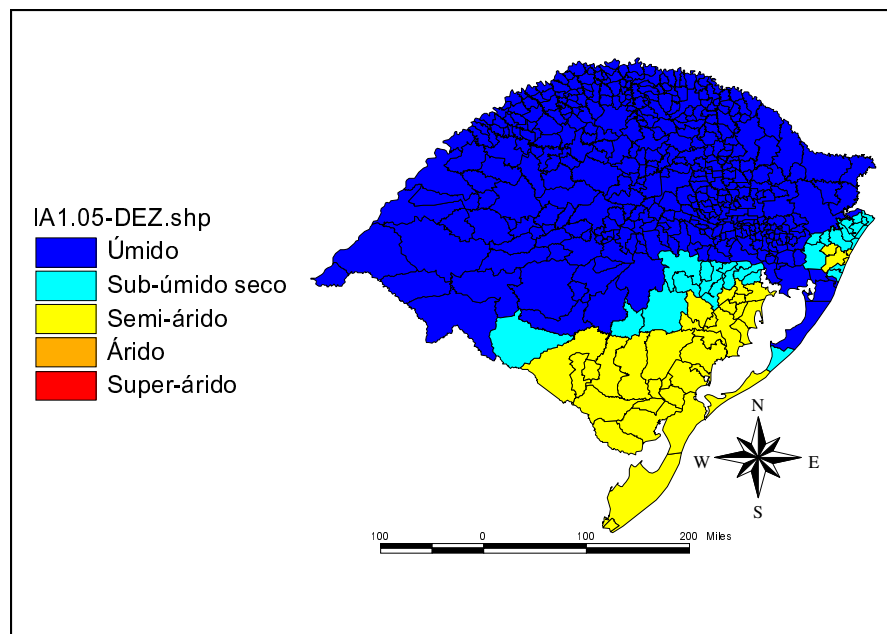 IA1.05-DEZ.shp
Úmido
Sub-úmido seco
Semi-árido
Árido
Super-árido
N
W E
S
100 0 100 200 Miles